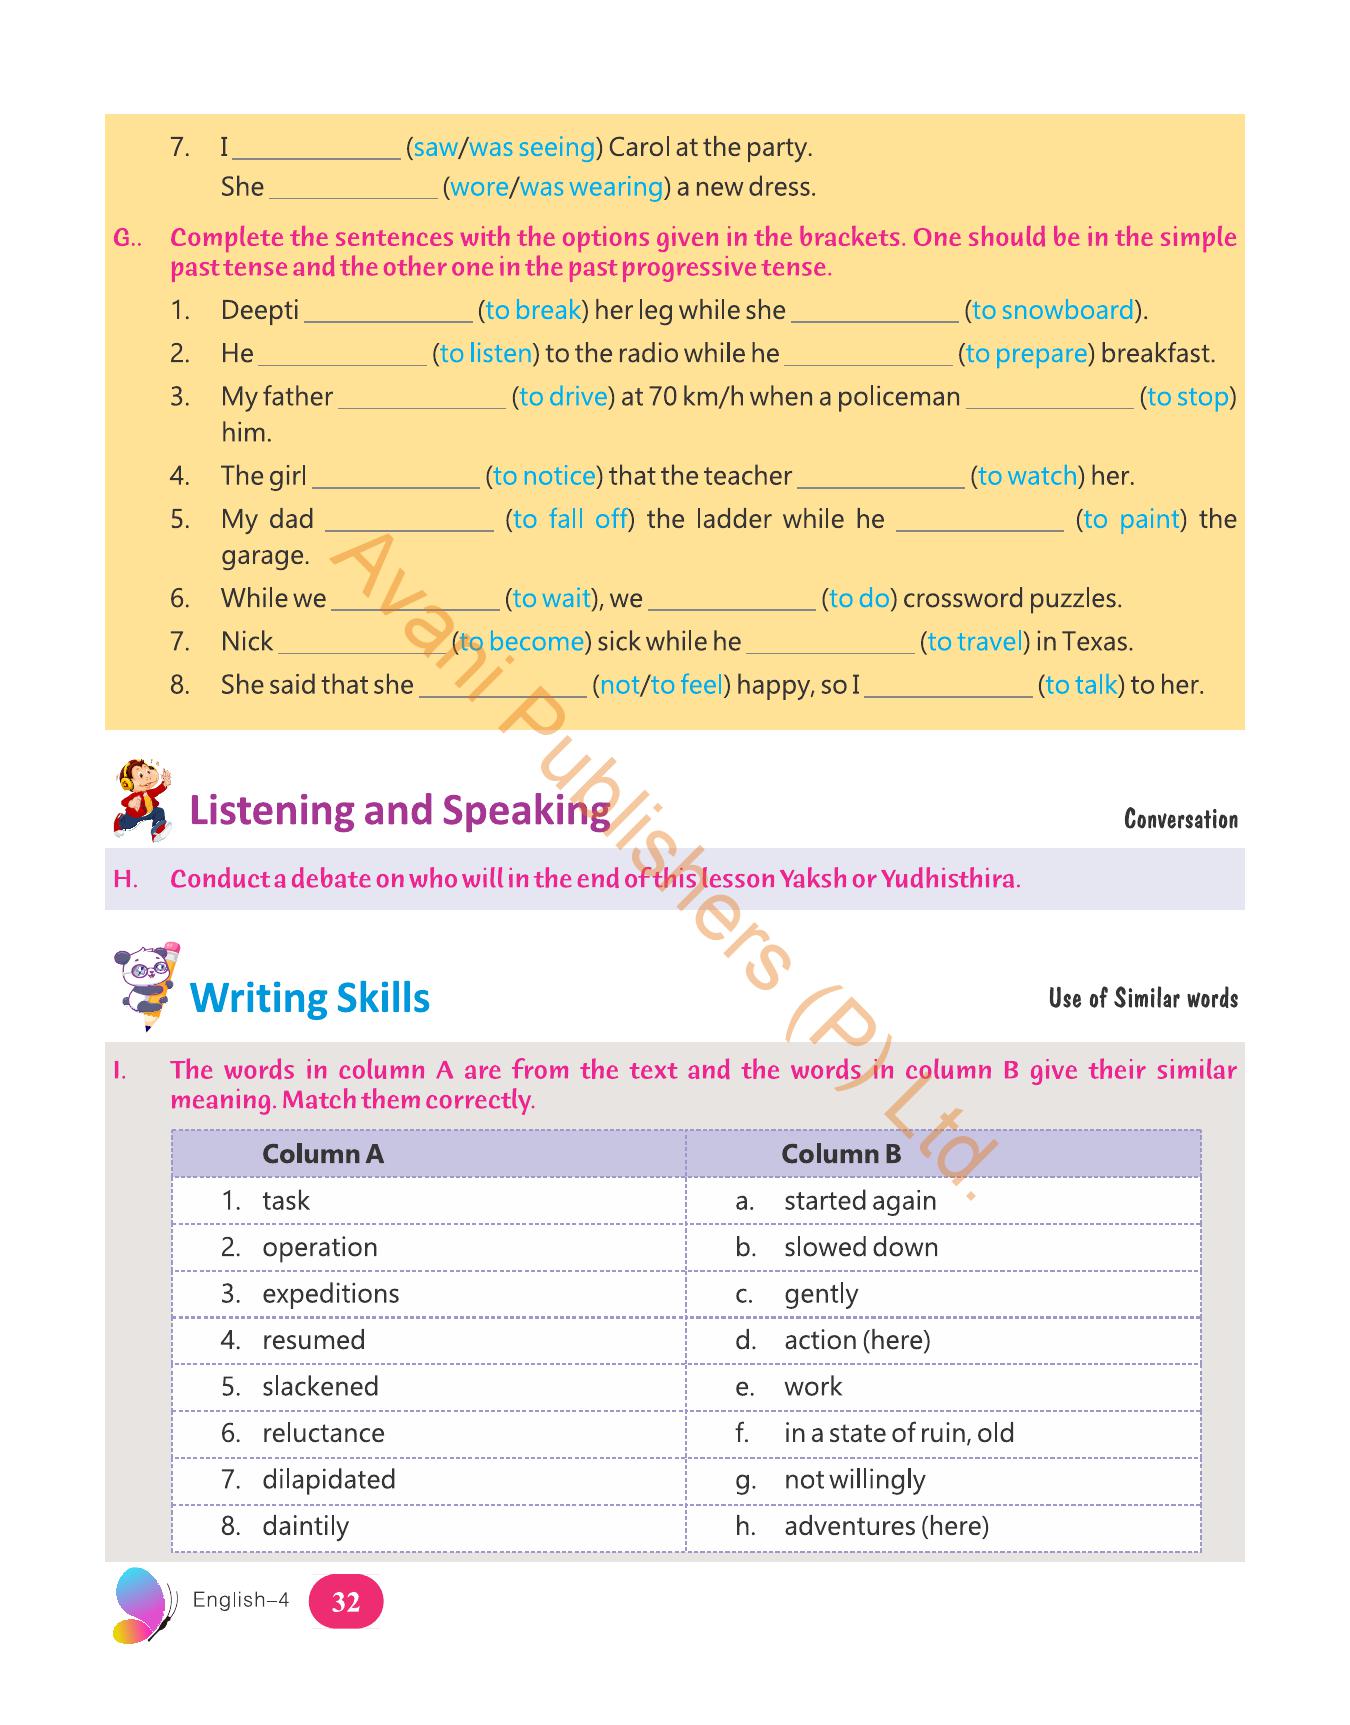 7. I ____________ (saw/was seeing) Carol at the party.
She ____________ (wore/was wearing) a new dress.
G.. Complete the sentences with the options given in the brackets. One should be in the simple
past tense and the other one in the past progressive tense.
1. Deepti ____________ (to break) her leg while she ____________ (to snowboard).
2. He ____________ (to listen) to the radio while he ____________ (to prepare) breakfast.
3. My father ____________ (to drive) at 70 km/h when a policeman ____________ (to stop)
him.
4. The girl ____________ (to notice) that the teacher ____________ (to watch) her.
5. My dad ____________ (to fall off) the ladder while he ____________ (to paint) the
garage.
6. While we ____________ (to wait), we ____________ (to do) crossword puzzles.
7. Nick ____________ (to become) sick while he ____________ (to travel) in Texas.
8. She said that she ____________ (not/to feel) happy, so I ____________ (to talk) to her.
Listening and Speaking
Conversation
H. Conduct a debate on who will in the end of this lesson Yaksh or Yudhisthira.
Writing Skills
Use of Similar words
I. The words in column A are from the text and the words in column B give their similar
meaning. Match them correctly.
Column A Column B
1. task a. started again
2. operation b. slowed down
3. expeditions c. gently
4. resumed d. action (here)
5. slackened e. work
6. reluctance f. in a state of ruin, old
7. dilapidated g. not willingly
8. daintily h. adventures (here)
English–4 32
Avani Publishers (P) Ltd.